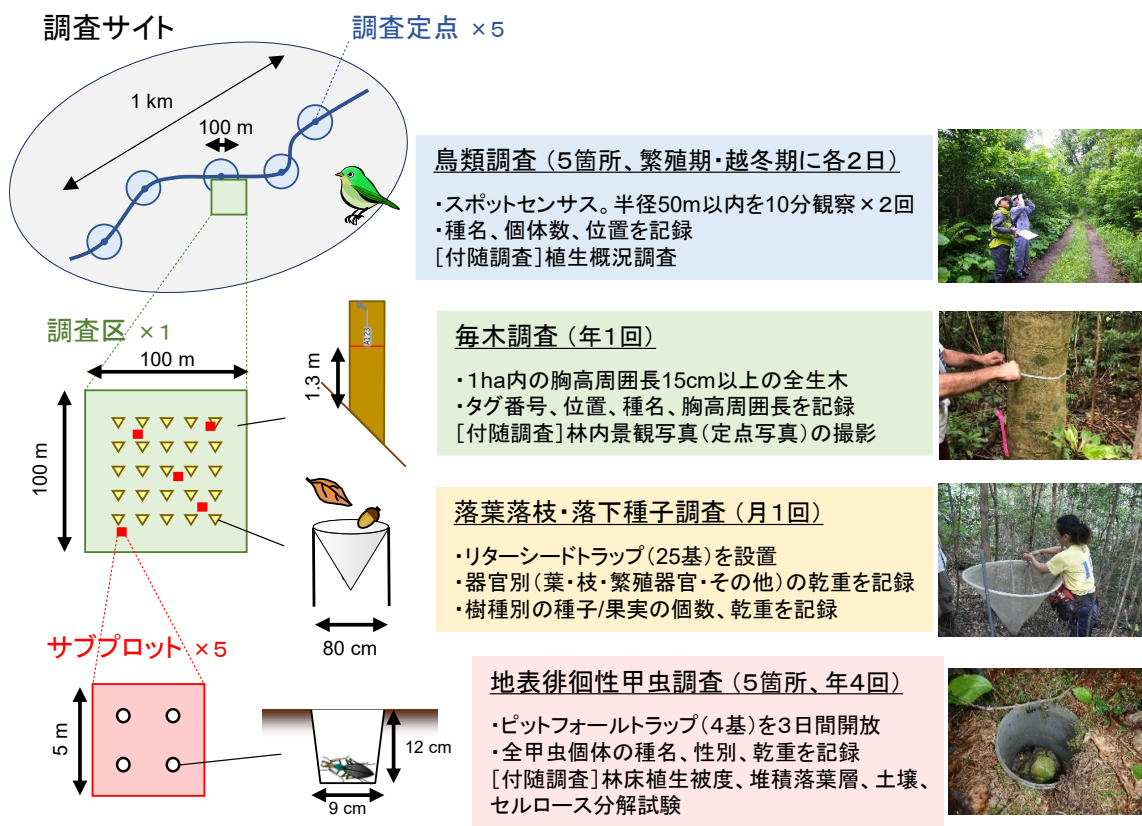 調査サイト
調査定点 ×5
1 km
100 m
鳥類調査 (5箇所、繁殖期・越冬期に各2日)
・スポットセンサス。半径50m以内を10分観察×2回
・種名、個体数、位置を記録
[付随調査]植生概況調査
調査区 ×1
100 m
100 m
A123
1.3 m
毎木調査 (年1回)
・1ha内の胸高周囲長15cm以上の全生木
・タグ番号、位置、種名、胸高周囲長を記録
[付随調査]林内景観写真(定点写真)の撮影
落葉落枝・落下種子調査 (月1回)
・リターシードトラップ(25基)を設置
・器官別(葉・枝・繁殖器官・その他)の乾重を記録
・樹種別の種子/果実の個数、乾重を記録
80 cm
サブプロット ×5
5 m
12 cm
9 cm
地表徘徊性甲虫調査 (5箇所、年4回)
・ピットフォールトラップ(4基)を3日間開放
・全甲虫個体の種名、性別、乾重を記録
[付随調査]林床植生被度、堆積落葉層、土壌、
セルロース分解試験